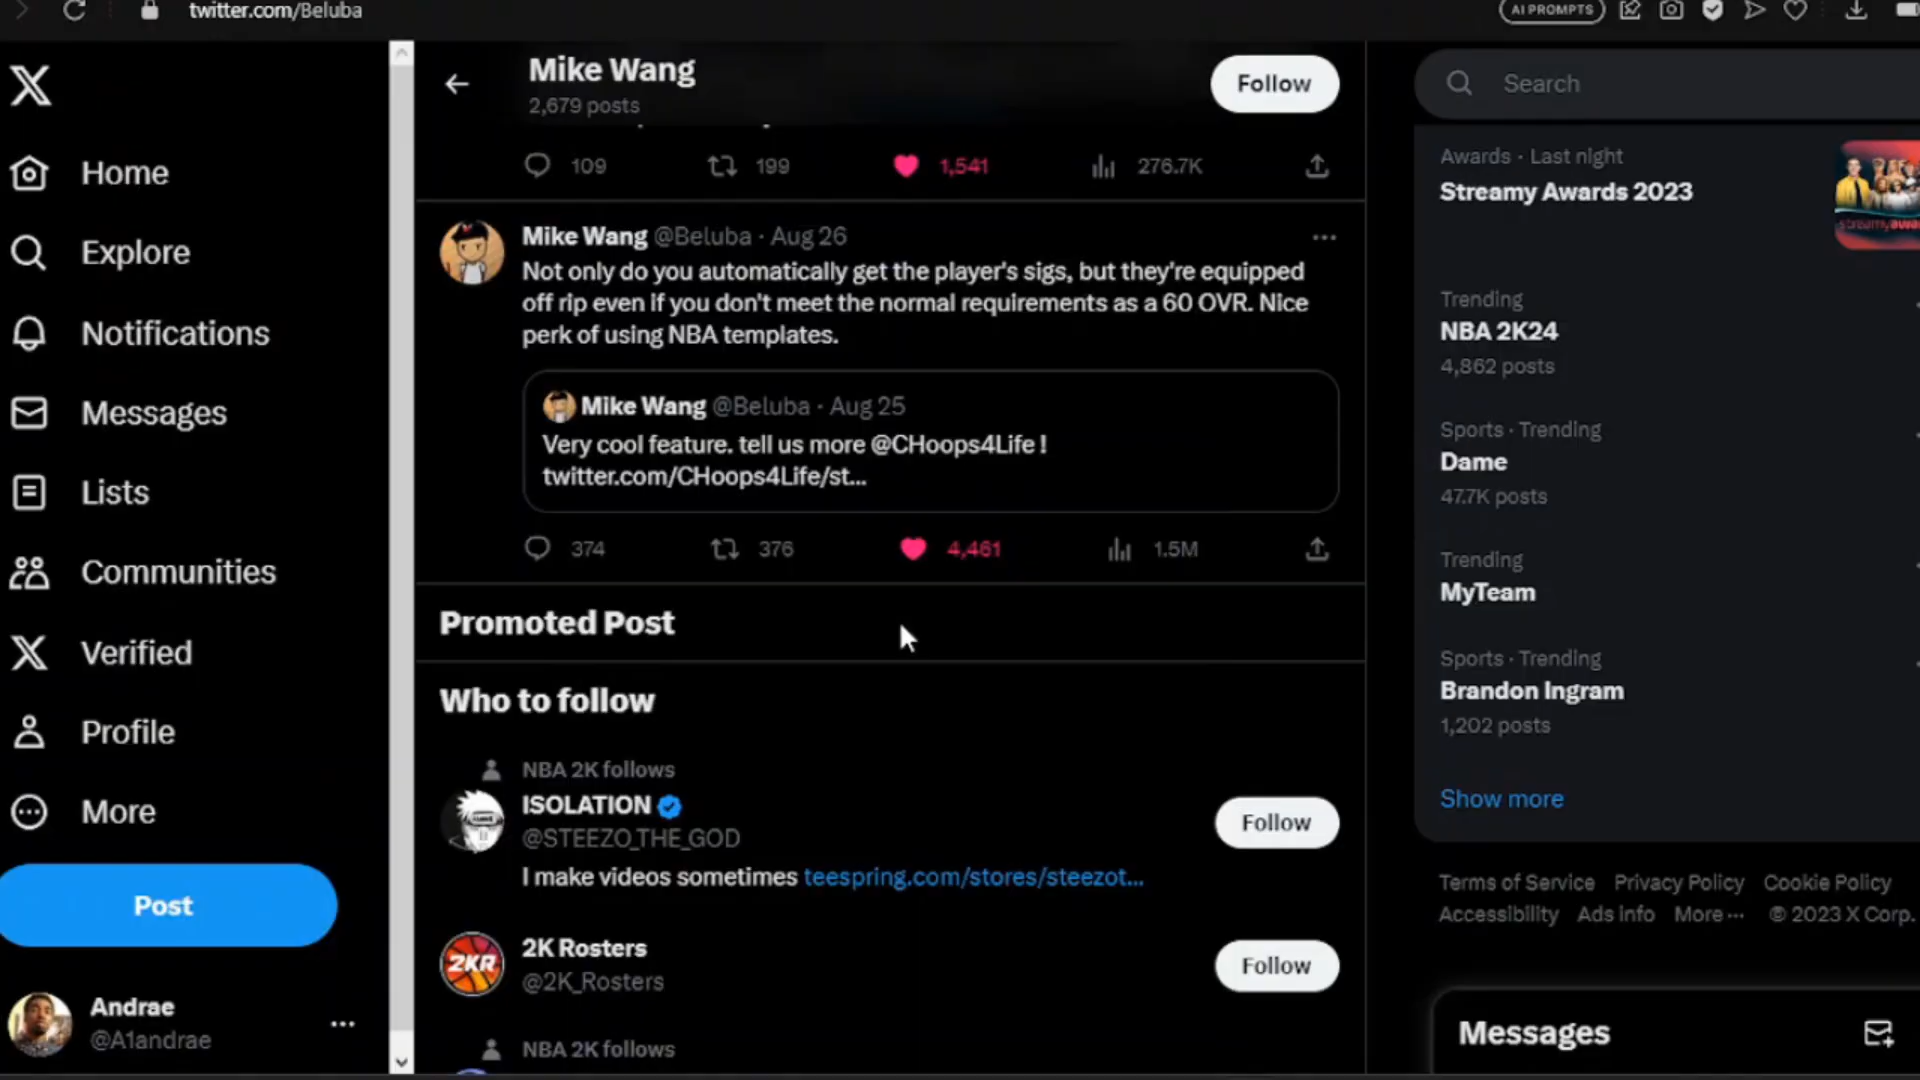 twitter.com/Beluba
AI PROMPTS
Home
Explore
Notifications
Messages
Lists
Communities
Verified
Profile
More
Post
Andrae
@A1andrae
Mike Wang
2,679 posts
Follow
109 199 1,541 276.7K
Mike Wang @Beluba · Aug 26
Not only do you automatically get the player's sigs, but they're equipped
off rip even if you don't meet the normal requirements as a 60 OVR. Nice
perk of using NBA templates.
Mike Wang @Beluba · Aug 25
Very cool feature. tell us more @CHoops4Life !
twitter.com/CHoops4Life/st...
374 376 4,461 1.5M
Promoted Post
Who to follow
NBA 2K follows
ISOLATION
@STEEZO_THE_GOD
Follow
I make videos sometimes teespring.com/stores/steezot...
2KR
2K Rosters
@2K_Rosters
Follow
NBA 2K follows
Search
Awards · Last night
Streamy Awards 2023
Trending
NBA 2K24
4,862 posts
Sports · Trending
Dame
47.7K posts
Trending
MyTeam
Sports · Trending
Brandon Ingram
1,202 posts
Show more
Terms of Service Privacy Policy Cookie Policy
Accessibility Ads info More ··· © 2023 X Corp.
Messages